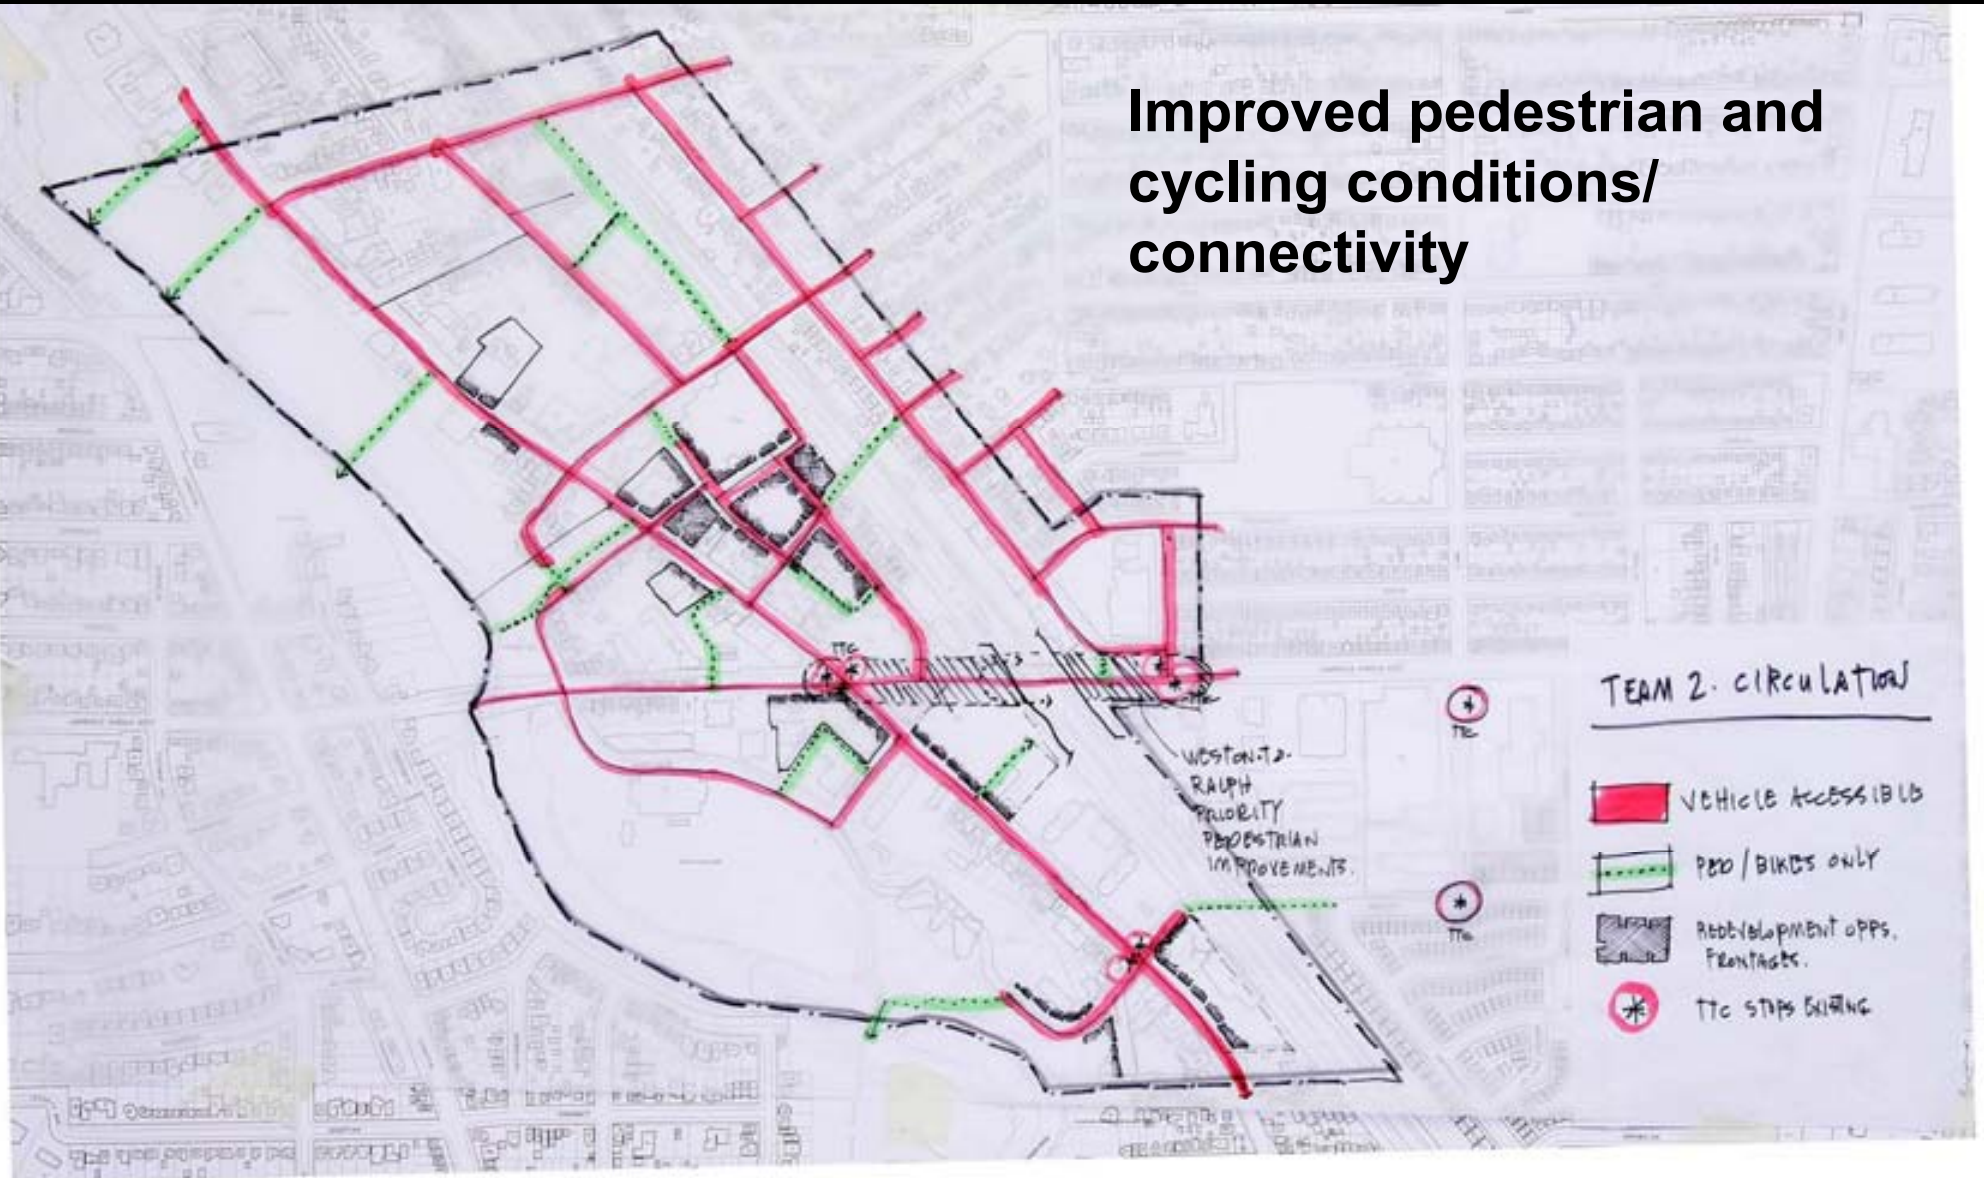 Improved pedestrian and
cycling conditions/
connectivity
TTC
WESTON-TO-
RALPH
PRIORITY
PEDESTRIAN
IMPROVEMENTS.
TTC
TTC
TEAM 2. CIRCULATION
VEHICLE ACCESSIBLE
PED / BIKES ONLY
REDEVELOPMENT OPPS.
FRONTAGES.
TTC STOPS EXISTING